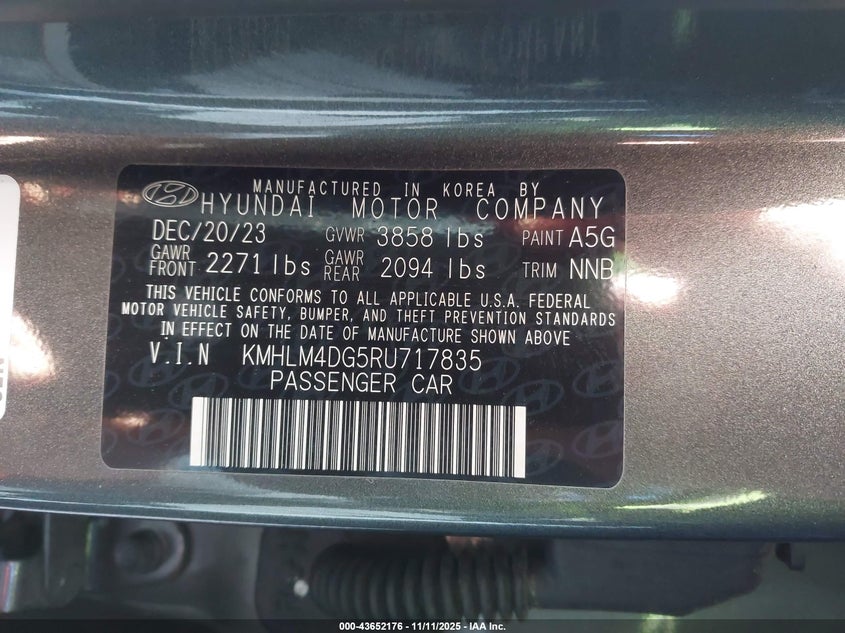 MANUFACTURED IN KOREA BY
HYUNDAI MOTOR COMPANY
DEC/20/23 GVWR 3858 lbs PAINT A5G
GAWR FRONT 2271 lbs GAWR REAR 2094 lbs TRIM NNB
THIS VEHICLE CONFORMS TO ALL APPLICABLE U.S.A. FEDERAL
MOTOR VEHICLE SAFETY, BUMPER, AND THEFT PREVENTION STANDARDS
IN EFFECT ON THE DATE OF MANUFACTURE SHOWN ABOVE
V.I.N KMHLM4DG5RU717835
PASSENGER CAR
000-43652176 - 11/11/2025 - IAA Inc.